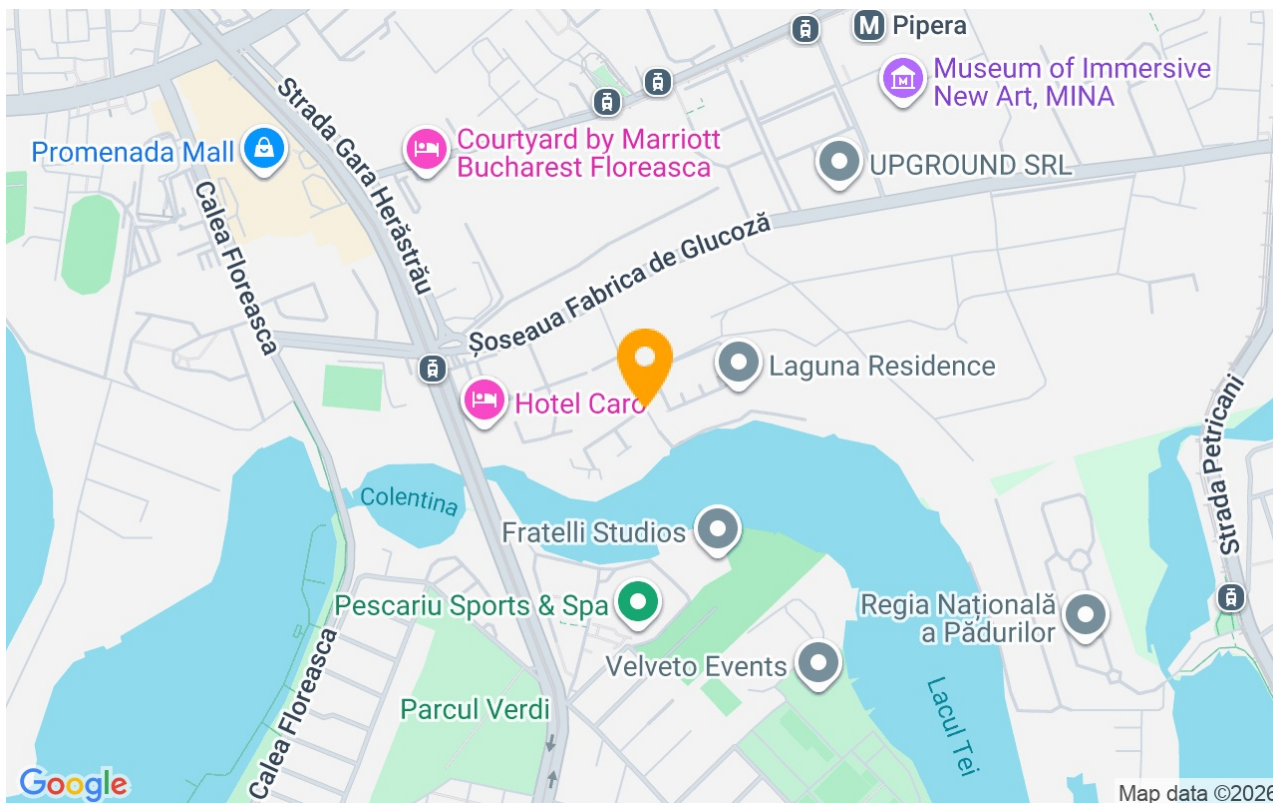 M Pipera
Museum of Immersive
New Art, MINA
Strada Gara Herăstrău
Promenada Mall
Courtyard by Marriott
Bucharest Floreasca
UPGROUND SRL
Calea Floreasca
Șoseaua Fabrica de Glucoză
Laguna Residence
Hotel Caro
Strada Petricani
Colentina
Fratelli Studios
Pescariu Sports & Spa
Regia Națională
a Pădurilor
Velveto Events
Calea Floreasca
Parcul Verdi
Lacul Tei
Google
Map data ©2026